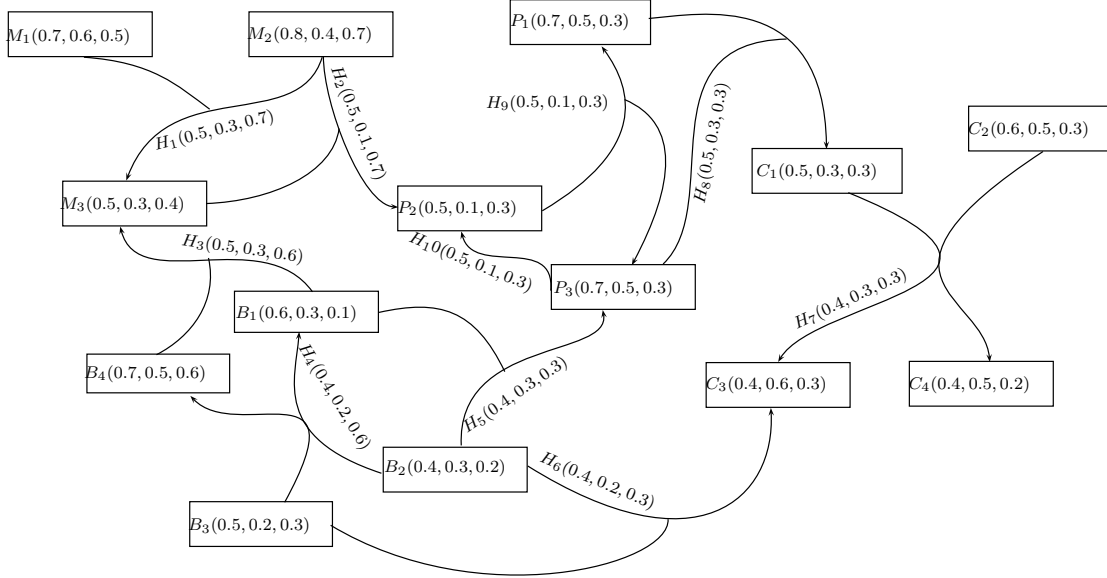 M₁(0.7, 0.6, 0.5)
M₂(0.8, 0.4, 0.7)
P₁(0.7, 0.5, 0.3)
H₁(0.5, 0.3, 0.7)
H₂(0.5, 0.1, 0.7)
H₉(0.5, 0.1, 0.3)
H₈(0.5, 0.3, 0.3)
C₂(0.6, 0.5, 0.3)
C₁(0.5, 0.3, 0.3)
M₃(0.5, 0.3, 0.4)
P₂(0.5, 0.1, 0.3)
H₃(0.5, 0.3, 0.6)
H₁0(0.5, 0.1, 0.3)
P₃(0.7, 0.5, 0.3)
H₇(0.4, 0.3, 0.3)
B₁(0.6, 0.3, 0.1)
B₄(0.7, 0.5, 0.6)
H₄(0.4, 0.2, 0.6)
H₅(0.4, 0.3, 0.3)
C₃(0.4, 0.6, 0.3)
C₄(0.4, 0.5, 0.2)
B₂(0.4, 0.3, 0.2)
H₆(0.4, 0.2, 0.3)
B₃(0.5, 0.2, 0.3)